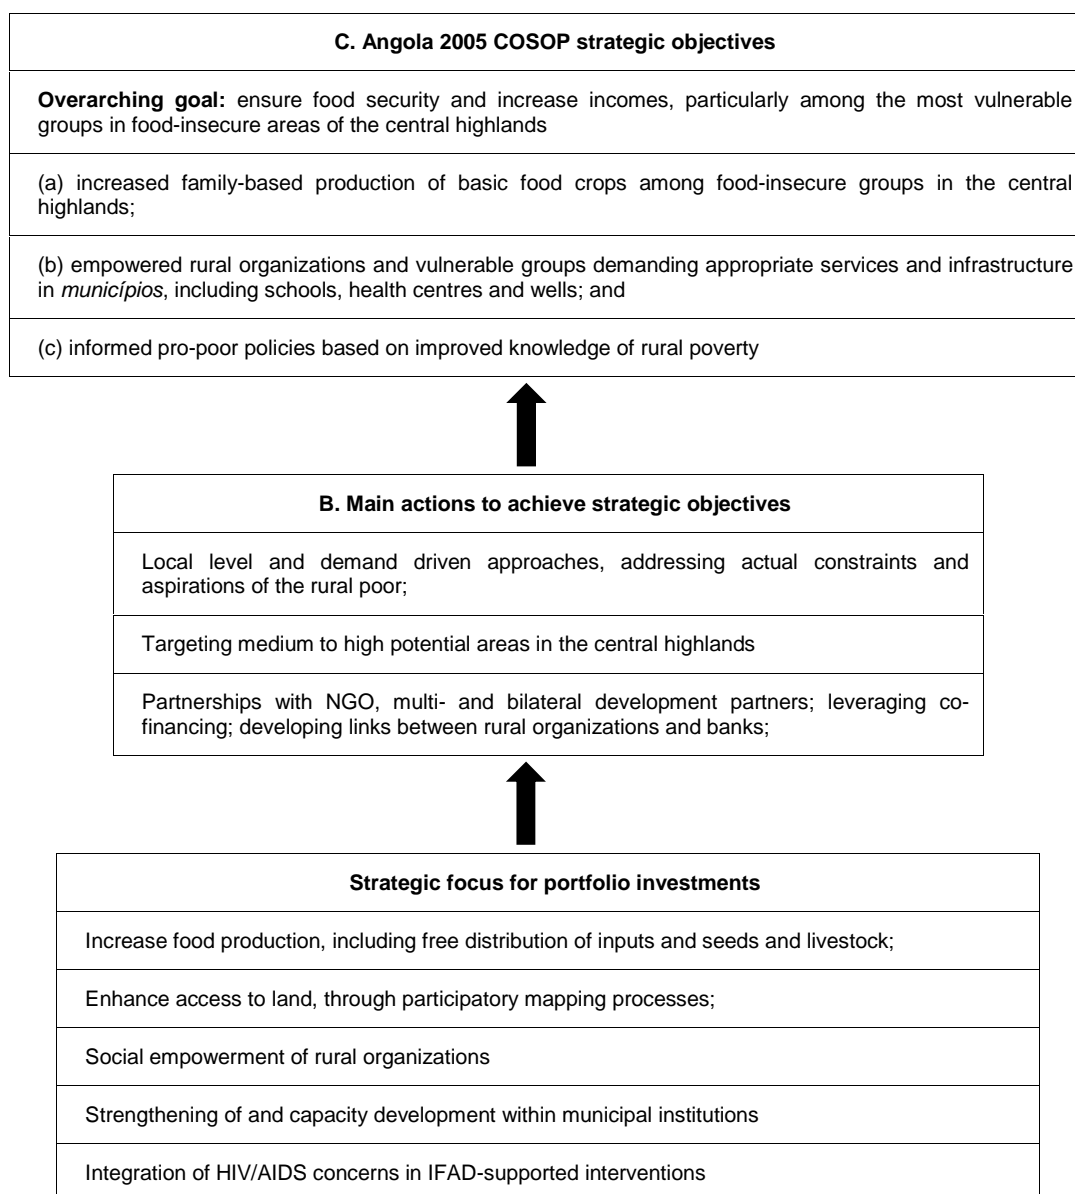 C. Angola 2005 COSOP strategic objectives
Overarching goal: ensure food security and increase incomes, particularly among the most vulnerable
groups in food-insecure areas of the central highlands
(a) increased family-based production of basic food crops among food-insecure groups in the central
highlands;
(b) empowered rural organizations and vulnerable groups demanding appropriate services and infrastructure
in municípios, including schools, health centres and wells; and
(c) informed pro-poor policies based on improved knowledge of rural poverty
B. Main actions to achieve strategic objectives
Local level and demand driven approaches, addressing actual constraints and
aspirations of the rural poor;
Targeting medium to high potential areas in the central highlands
Partnerships with NGO, multi- and bilateral development partners; leveraging co-
financing; developing links between rural organizations and banks;
Strategic focus for portfolio investments
Increase food production, including free distribution of inputs and seeds and livestock;
Enhance access to land, through participatory mapping processes;
Social empowerment of rural organizations
Strengthening of and capacity development within municipal institutions
Integration of HIV/AIDS concerns in IFAD-supported interventions